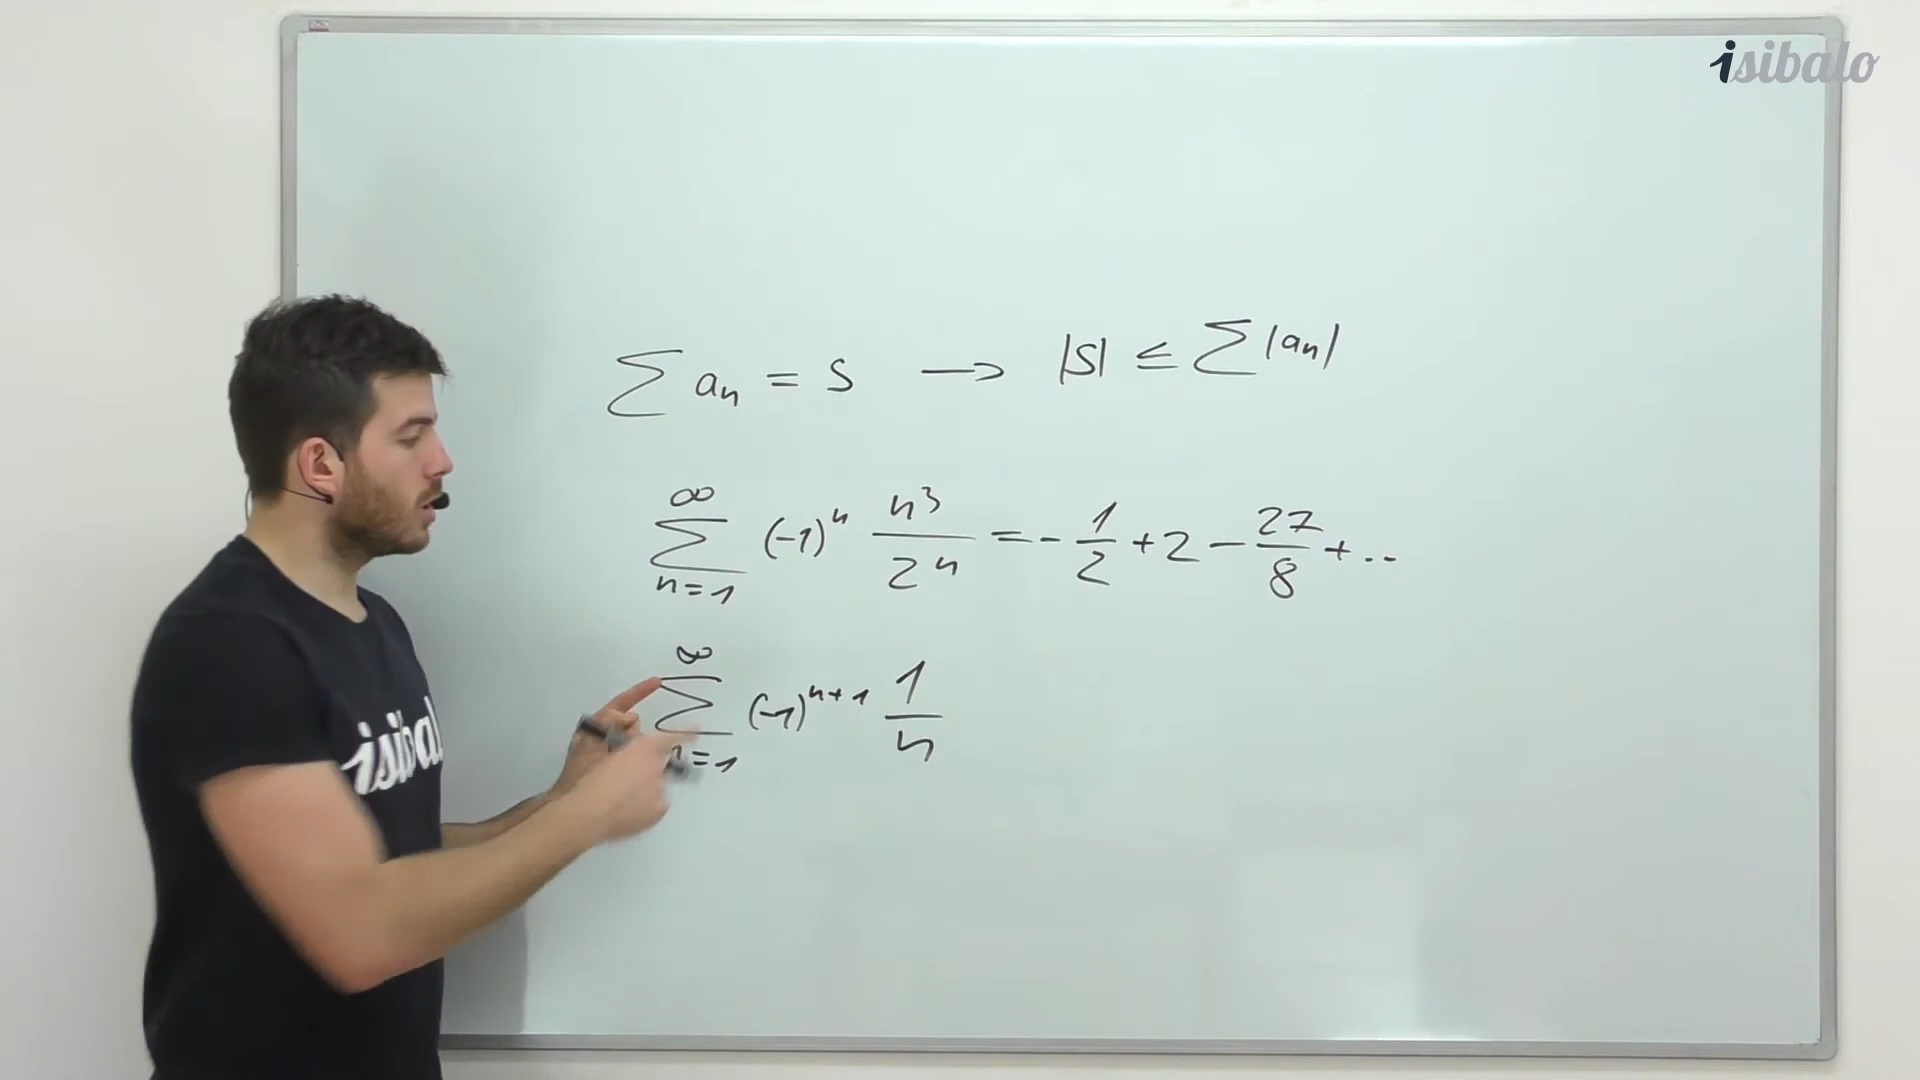 isibalo
∑ aₙ = S → |S| ≤ ∑ |aₙ|
∞
∑ (-1)ⁿ n³/2ⁿ = - 1/2 + 2 - 27/8 + ..
n=1
∞
∑ (-1)ⁿ⁺¹ 1/n
n=1
isibal